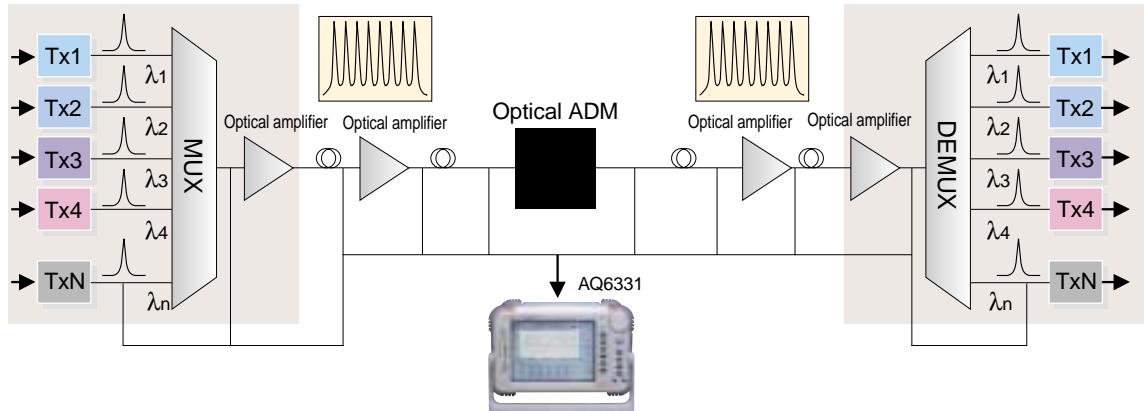 Tx1
λ1
Tx2
λ2
Tx3
λ3
Tx4
λ4
TxN
λn
MUX
Optical amplifier
Optical amplifier
Optical ADM
AQ6331
Optical amplifier
Optical amplifier
DEMUX
Tx1
λ1
Tx2
λ2
Tx3
λ3
Tx4
λ4
TxN
λn